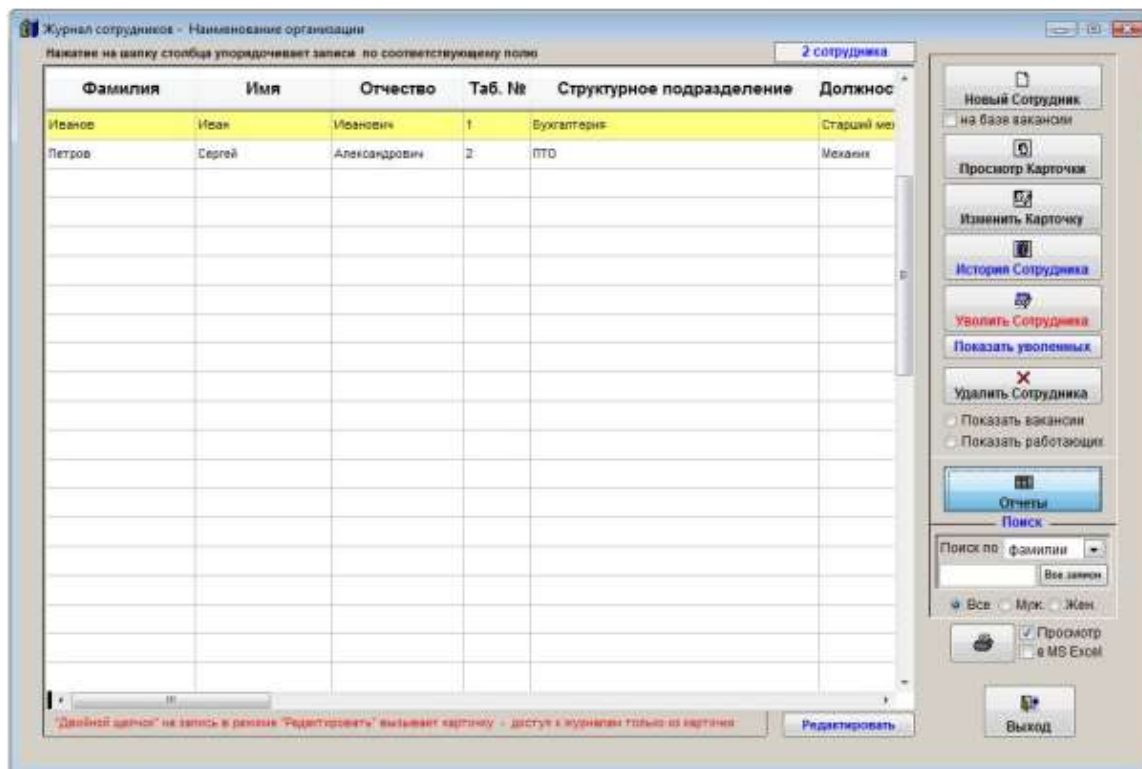 Журнал сотрудников - Наименование организации
Нажатие на шапку столбца упорядочивает записи по соответствующему полю
2 сотрудника
Фамилия Имя Отчество Таб. № Структурное подразделение Должнос
Иванов Иван Иванович 1 Бухгалтерия Старший мех
Петров Сергей Александрович 2 ПТО Механик
Новый Сотрудник
на базе вакансии
Просмотр Карточки
Изменить Карточку
История Сотрудника
Уволить Сотрудника
Показать уволенных
Удалить Сотрудника
Показать вакансии
Показать работающих
Отчеты
Поиск
Поиск по фамилии
Все записи
Все Муж. Жен.
Просмотр
в MS Excel
"Двойной щелчок" на запись в режиме "Редактировать" вызывает карточку - доступ к журналам только из карточки
Редактировать
Выход